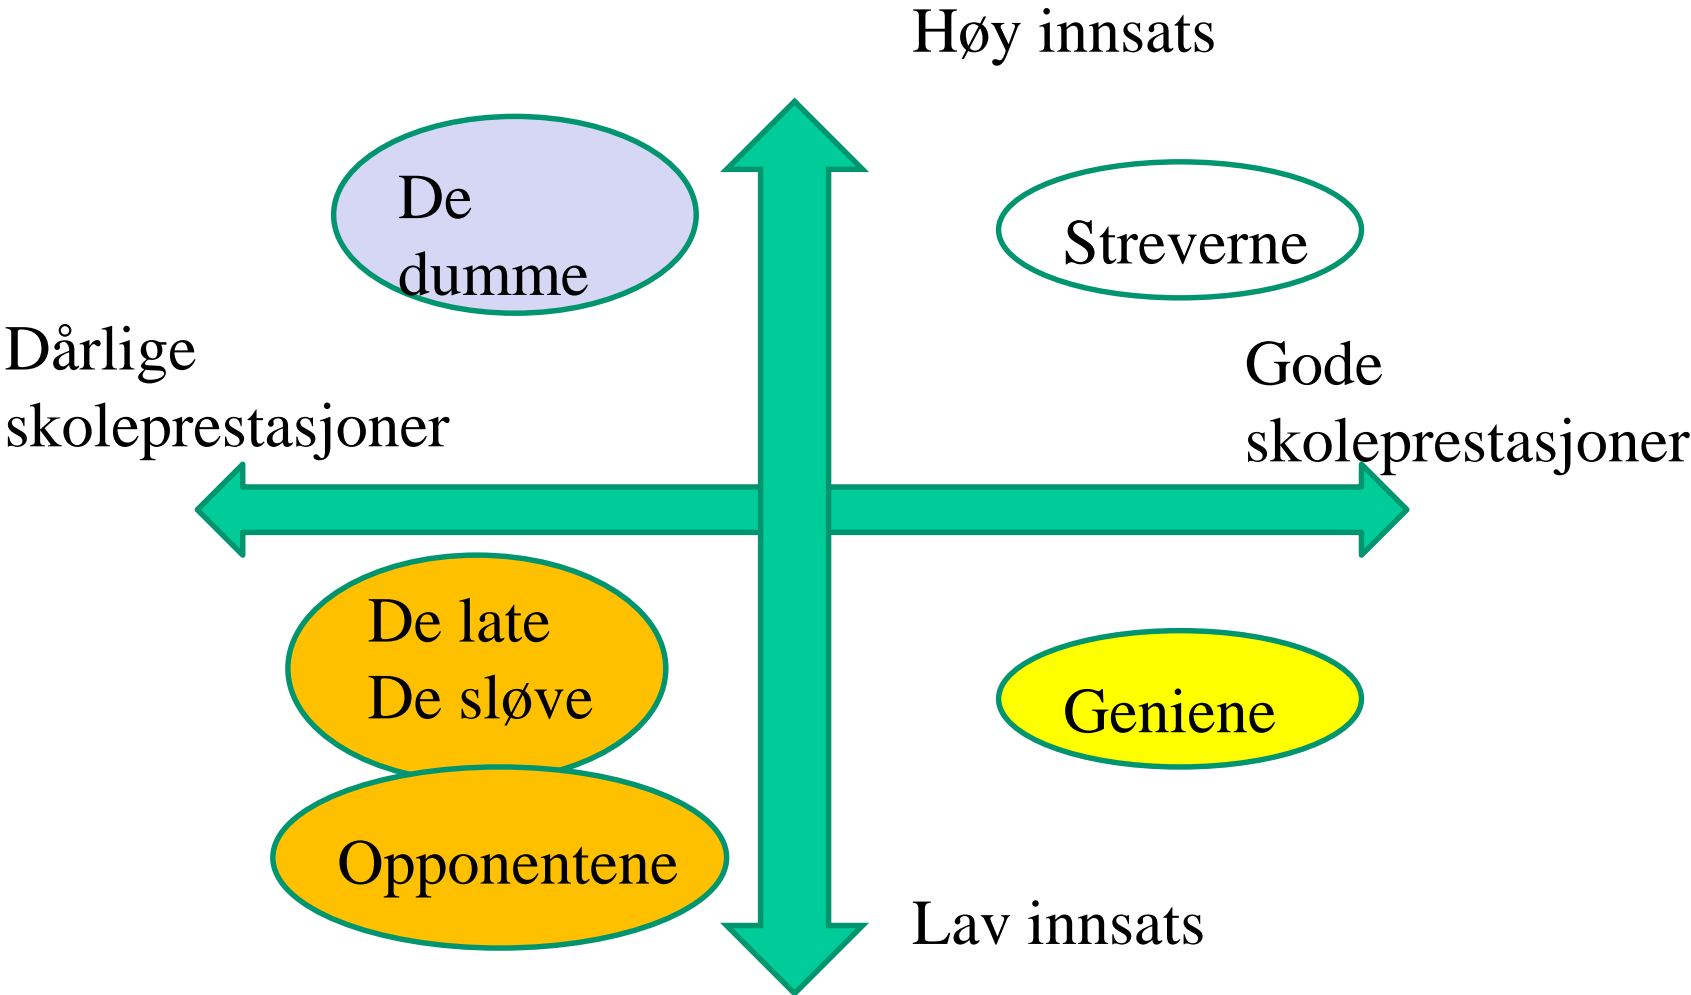 Høy innsats
De
dumme
Streverne
Dårlige
skoleprestasjoner
Gode
skoleprestasjoner
De late
De sløve
Geniene
Opponentene
Lav innsats